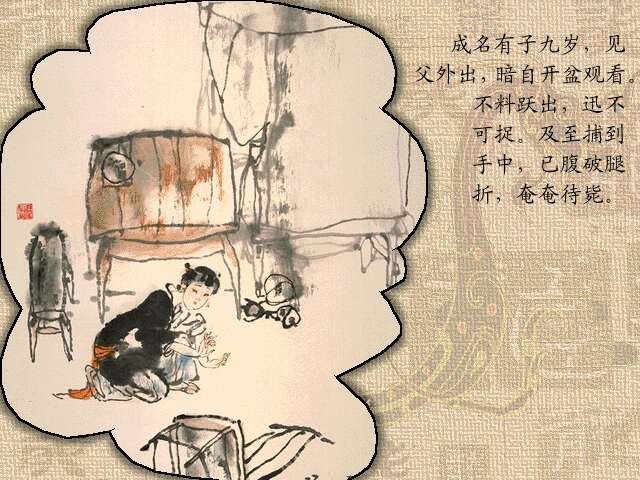 成名有子九岁，见
父外出，暗自开盆观看。
不料跃出，迅不
可捉。及至捕到
手中，已腹破腿
折，奄奄待毙。